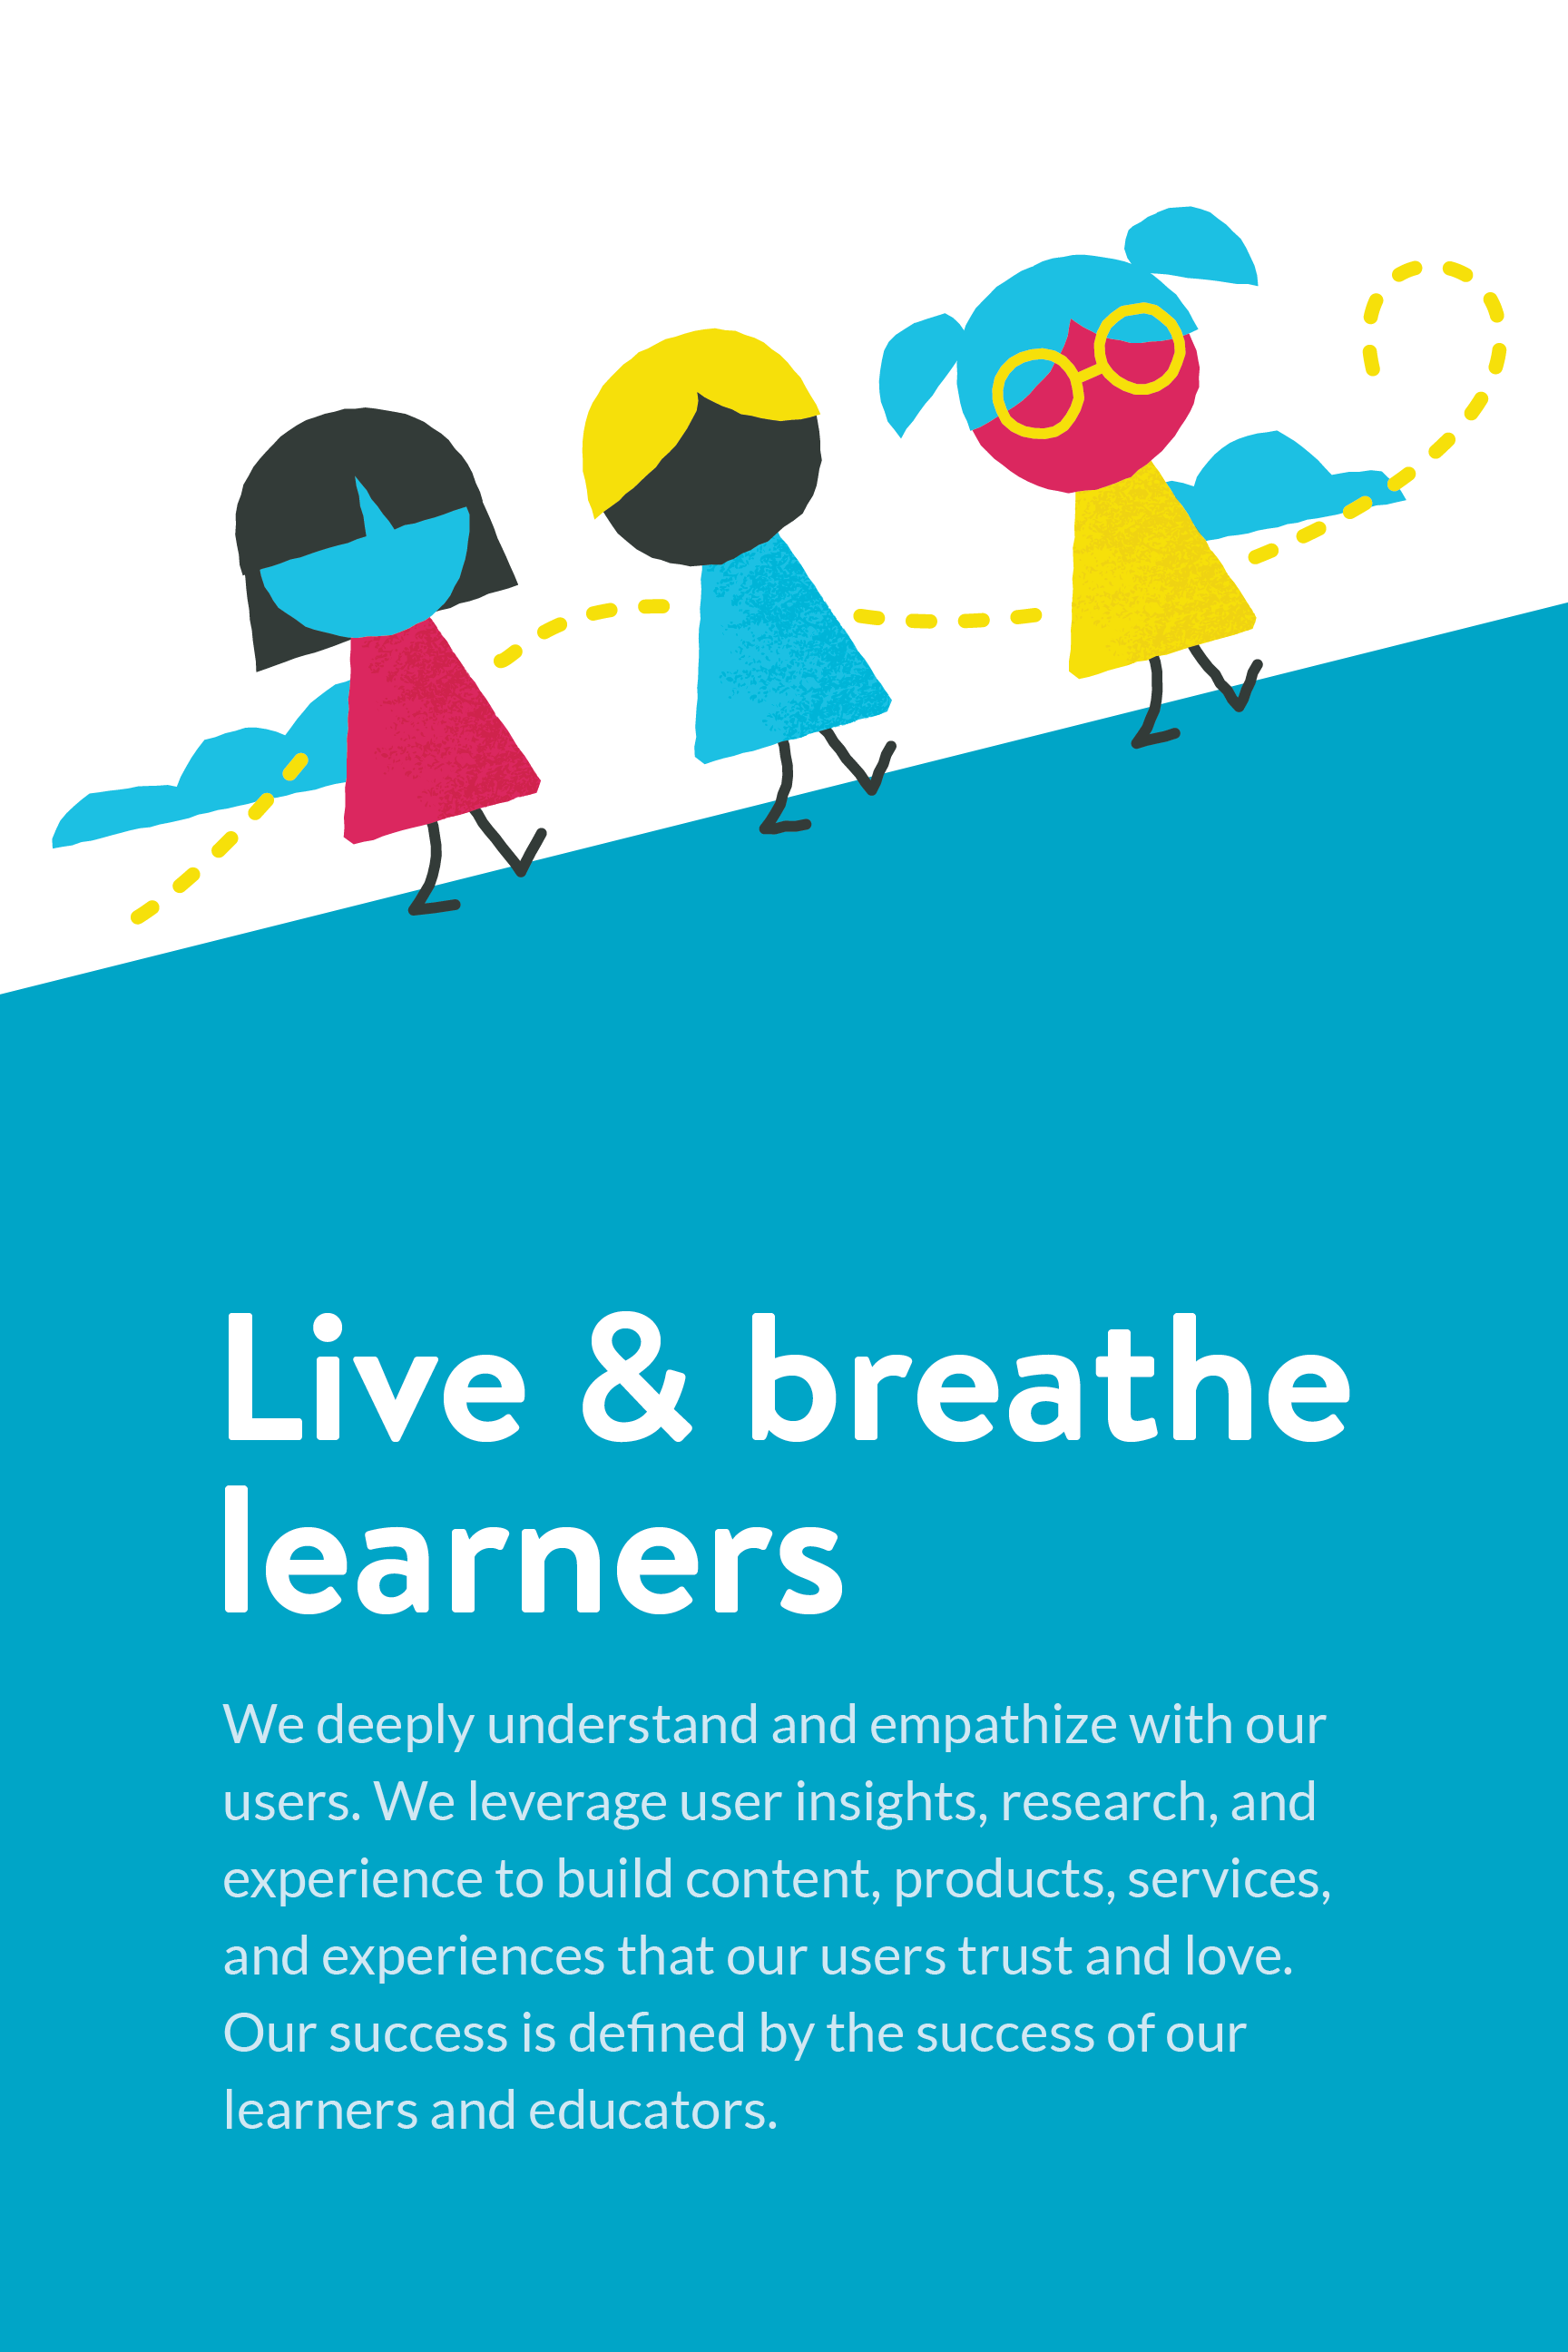 Live & breathe
learners
We deeply understand and empathize with our
users. We leverage user insights, research, and
experience to build content, products, services,
and experiences that our users trust and love.
Our success is defined by the success of our
learners and educators.